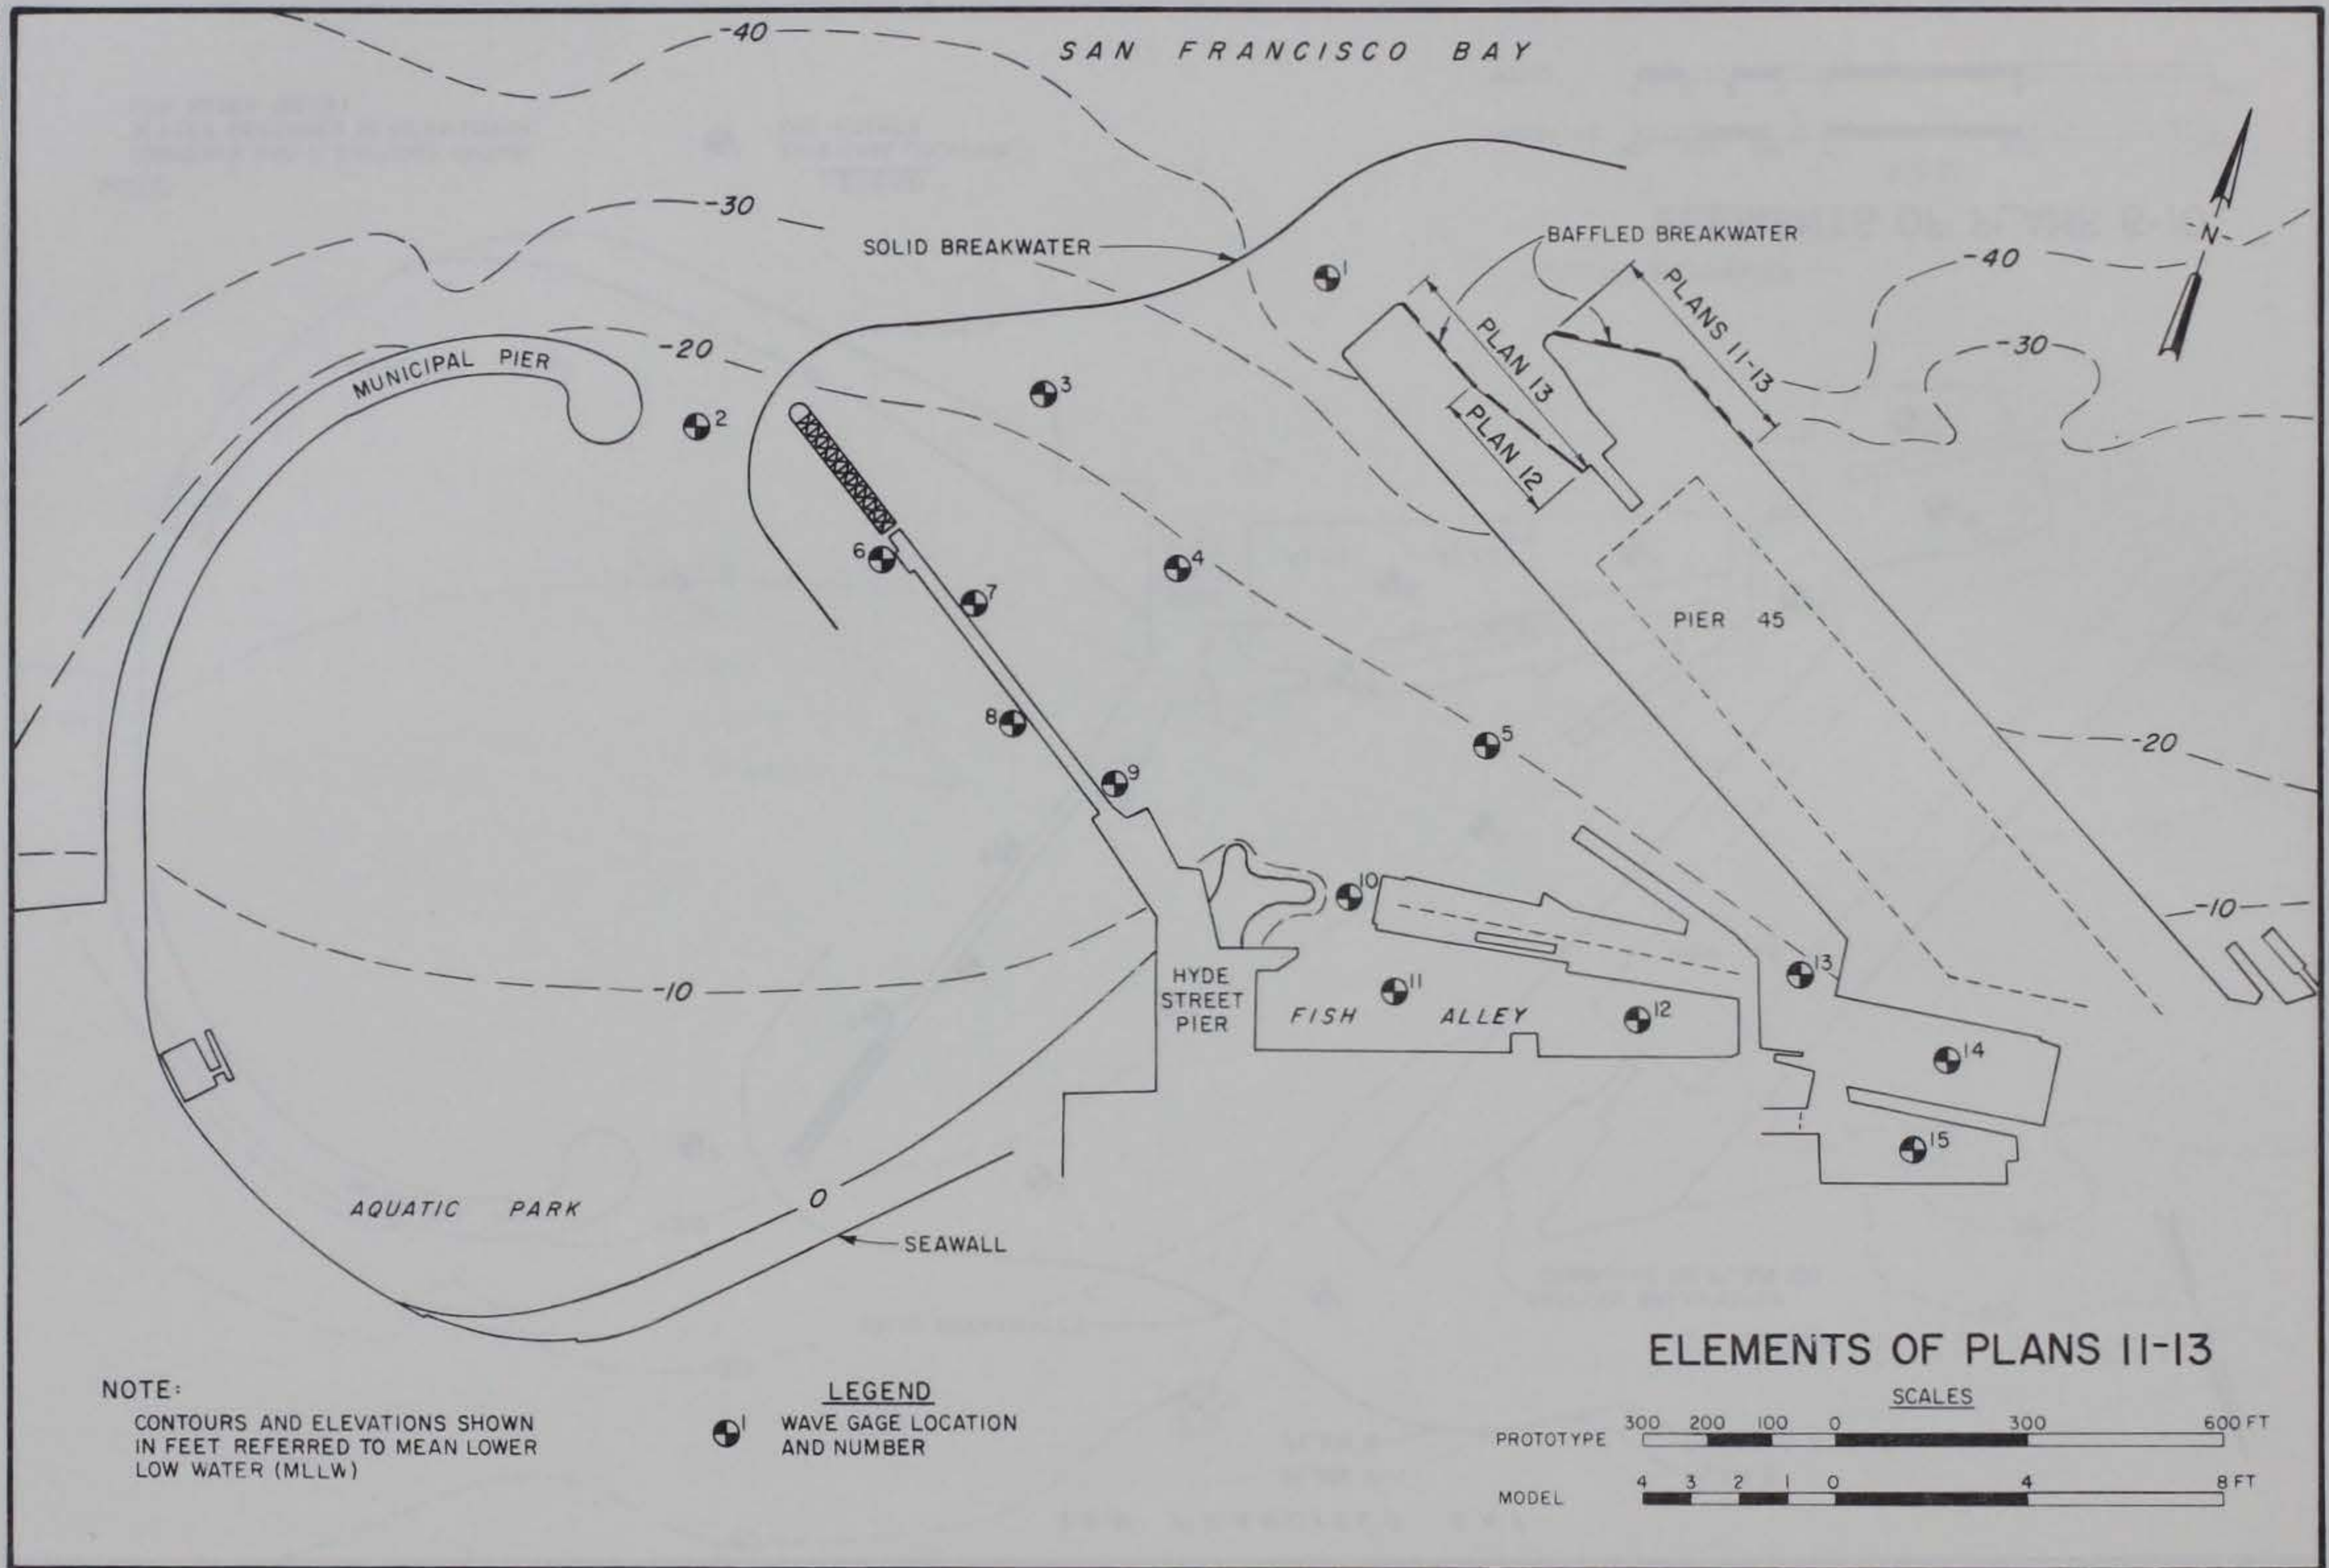 -40
SAN FRANCISCO BAY
-30
SOLID BREAKWATER
BAFFLED BREAKWATER
N
-40
1
PLANS 11-13
PLAN 13
-30
MUNICIPAL PIER
-20
2
3
PLAN 12
6
4
7
PIER 45
8
5
-20
9
10
-10
-10
HYDE
STREET
PIER
11
13
FISH ALLEY
12
14
15
AQUATIC PARK
0
SEAWALL
ELEMENTS OF PLANS 11-13
NOTE:
CONTOURS AND ELEVATIONS SHOWN
IN FEET REFERRED TO MEAN LOWER
LOW WATER (MLLW)
LEGEND
1 WAVE GAGE LOCATION
AND NUMBER
SCALES
300 200 100 0 300 600 FT
PROTOTYPE
4 3 2 1 0 4 8 FT
MODEL